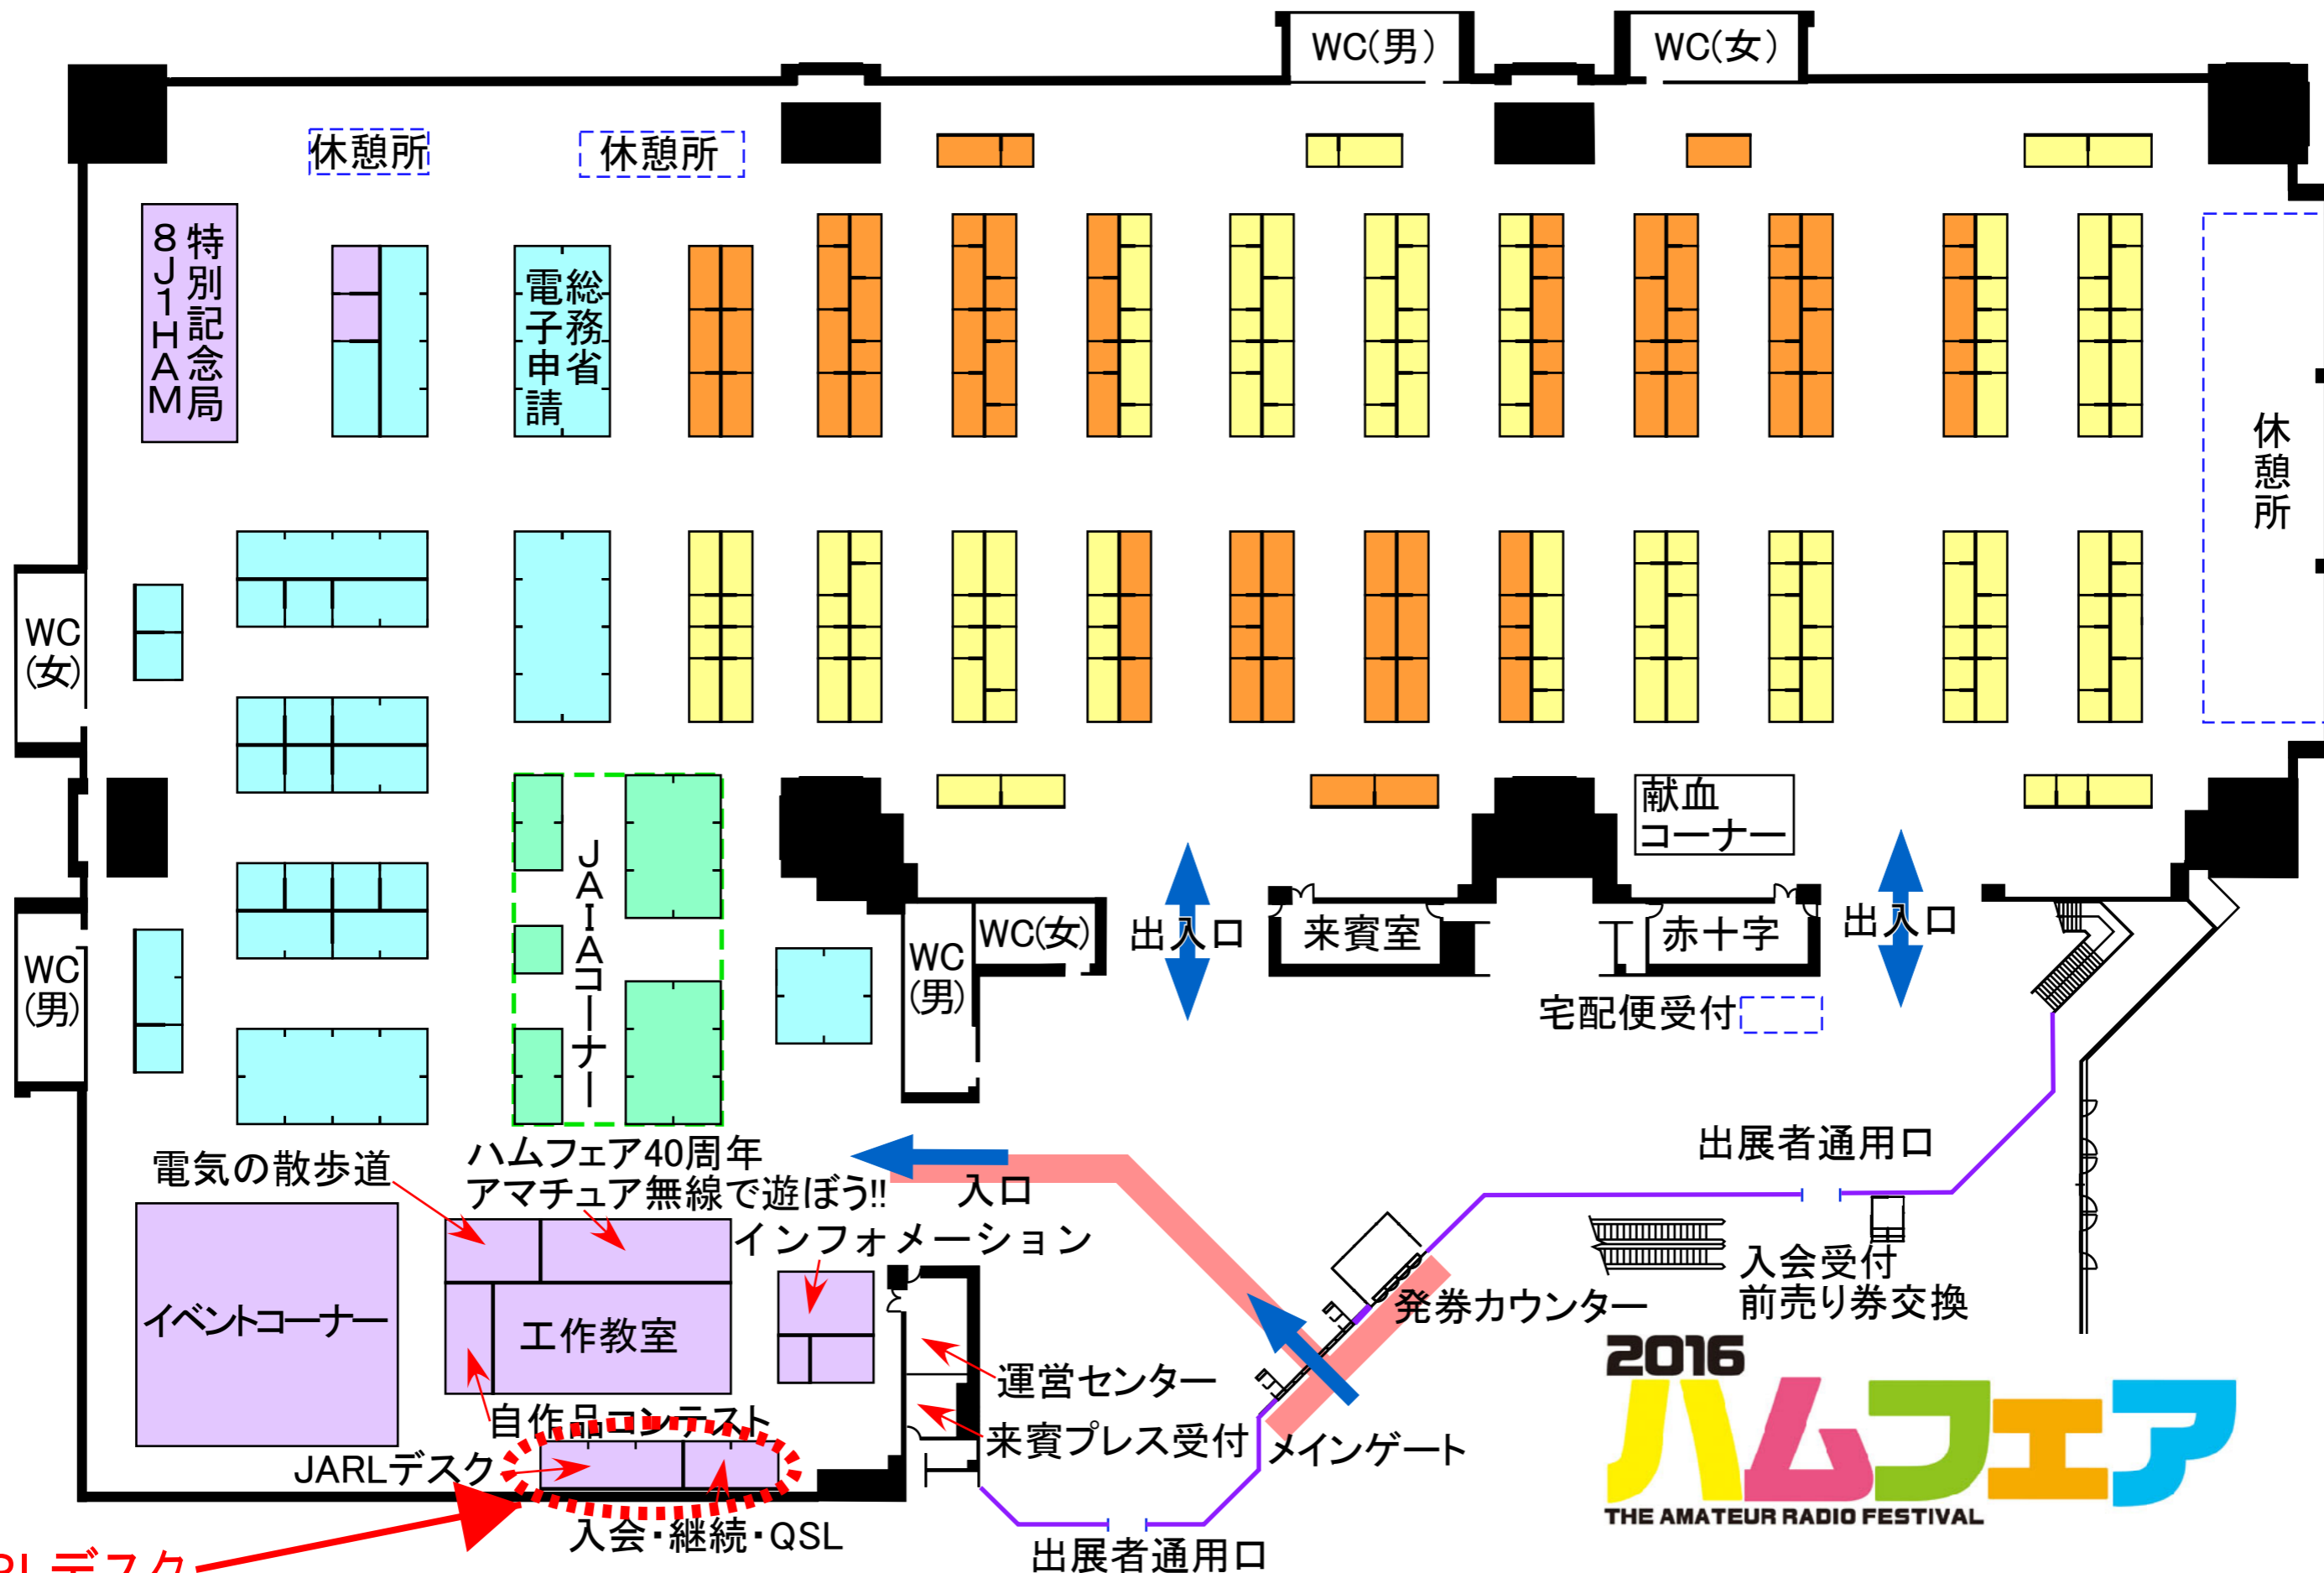 WC(男)
WC(女)
休憩所
休憩所
特別記念局
8J1HAM
総務省
電子申請
休憩所
WC
(女)
献血
コーナー
JAIAコーナー
WC(女)
出入口
来賓室
赤十字
出入口
WC
(男)
WC
(男)
宅配便受付
出展者通用口
ハムフェア40周年
アマチュア無線で遊ぼう!!
電気の散歩道
入口
インフォメーション
入会受付
前売り券交換
発券カウンター
イベントコーナー
工作教室
運営センター
自作品コンテスト
来賓プレス受付
メインゲート
JARLデスク
入会・継続・QSL
出展者通用口
RLデスク
2016
ハムフェア
THE AMATEUR RADIO FESTIVAL